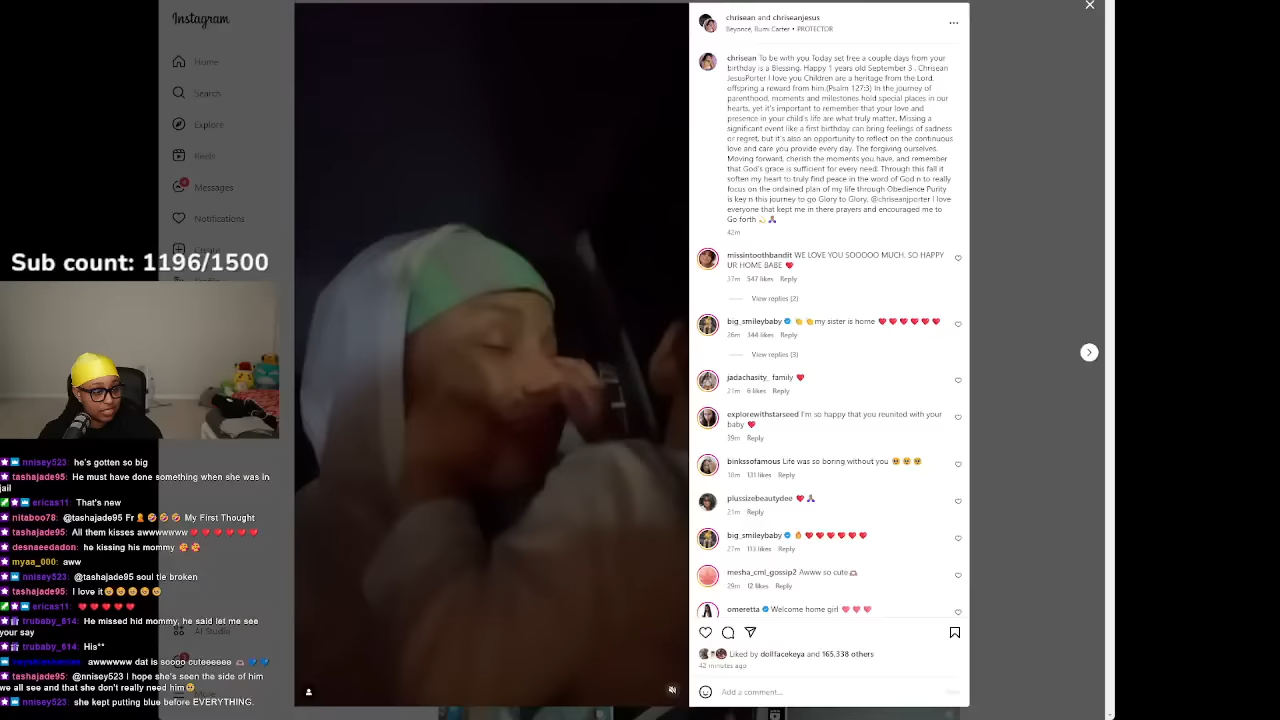 Instagram
Home
Search
Explore
Reels
Messages
Notifications
Create
Sub count: 1196/1500
nnisey523: he's gotten so big
tashajade95: He must have done something to her in jail
ericas11: That's new
nitaboo78: @tashajade95 Fr 🤣 🤣 🤣 My First Thought
tashajade95: All them kisses awwwwww ❤️ ❤️ ❤️ ❤️ ❤️ ❤️
desnaeedadon: he kissing his mommy 😘 😘
myaa_000: aww
nnisey523: @tashajade95 soul tie broken
tashajade95: I love it
ericas11: ❤️ ❤️ ❤️ ❤️ ❤️
trubaby_614: He missed hid mommy, he said let me see your say
AI Studio
trubaby_614: His**
awwwwww dat is soooo cuteeeeeee
tashajade95: @nnisey523 I hope she's see the side of him we all see and that she don't really need him
More
nnisey523: he kept putting blue before EVERYTHING.
chrisean and chriseanjesus
Beyoncé, Rumi Carter • PROTECTOR
chrisean To be with you Today set free a couple days from your
birthday is a Blessing. Happy 1 years old September 3 . Chrisean
JesusPorter I love you Children are a heritage from the Lord,
offspring a reward from him.(Psalm 127:3) In the journey of
parenthood, moments and milestones hold special places in our
hearts, yet it's important to remember that your love and
presence in your child's life are what truly matter. Missing a
significant event like a first birthday can bring feelings of sadness
or regret, but it's also an opportunity to reflect on the continuous
love and care you provide every day. The forgiving ourselves.
Moving forward, cherish the moments you have, and remember
that God's grace is sufficient for every need. Through this fall it
soften my heart to truly find peace in the word of God n to really
focus on the ordained plan of my life through Obedience Purity
is key n this journey to go Glory to Glory. @chriseanjporter I love
everyone that kept me in there prayers and encouraged me to
Go forth 💫 🙏🏽
42m
missintoothbandit WE LOVE YOU SOOOOO MUCH. SO HAPPY
UR HOME BABE ❤️
37m 547 likes Reply
View replies (2)
big_smileybaby 👏 👏 my sister is home ❤️ ❤️ ❤️ ❤️ ❤️ ❤️
26m 344 likes Reply
View replies (3)
jadachasity_ family ❤️
21m 6 likes Reply
explorewithstarseed I'm so happy that you reunited with your
baby ❤️
39m Reply
binkssofamous Life was so boring without you 🥹 🥹 🥹
18m 131 likes Reply
plussizebeautydee ❤️ 🙏🏽
21m Reply
big_smileybaby 🔥 ❤️ ❤️ ❤️ ❤️ ❤️ ❤️
27m 113 likes Reply
mesha_cml_gossip2 Awww so cute
29m 12 likes Reply
omeretta Welcome home girl 💗 💗 💗
Liked by dollfacekeya and 165,338 others
42 minutes ago
Add a comment...
Post